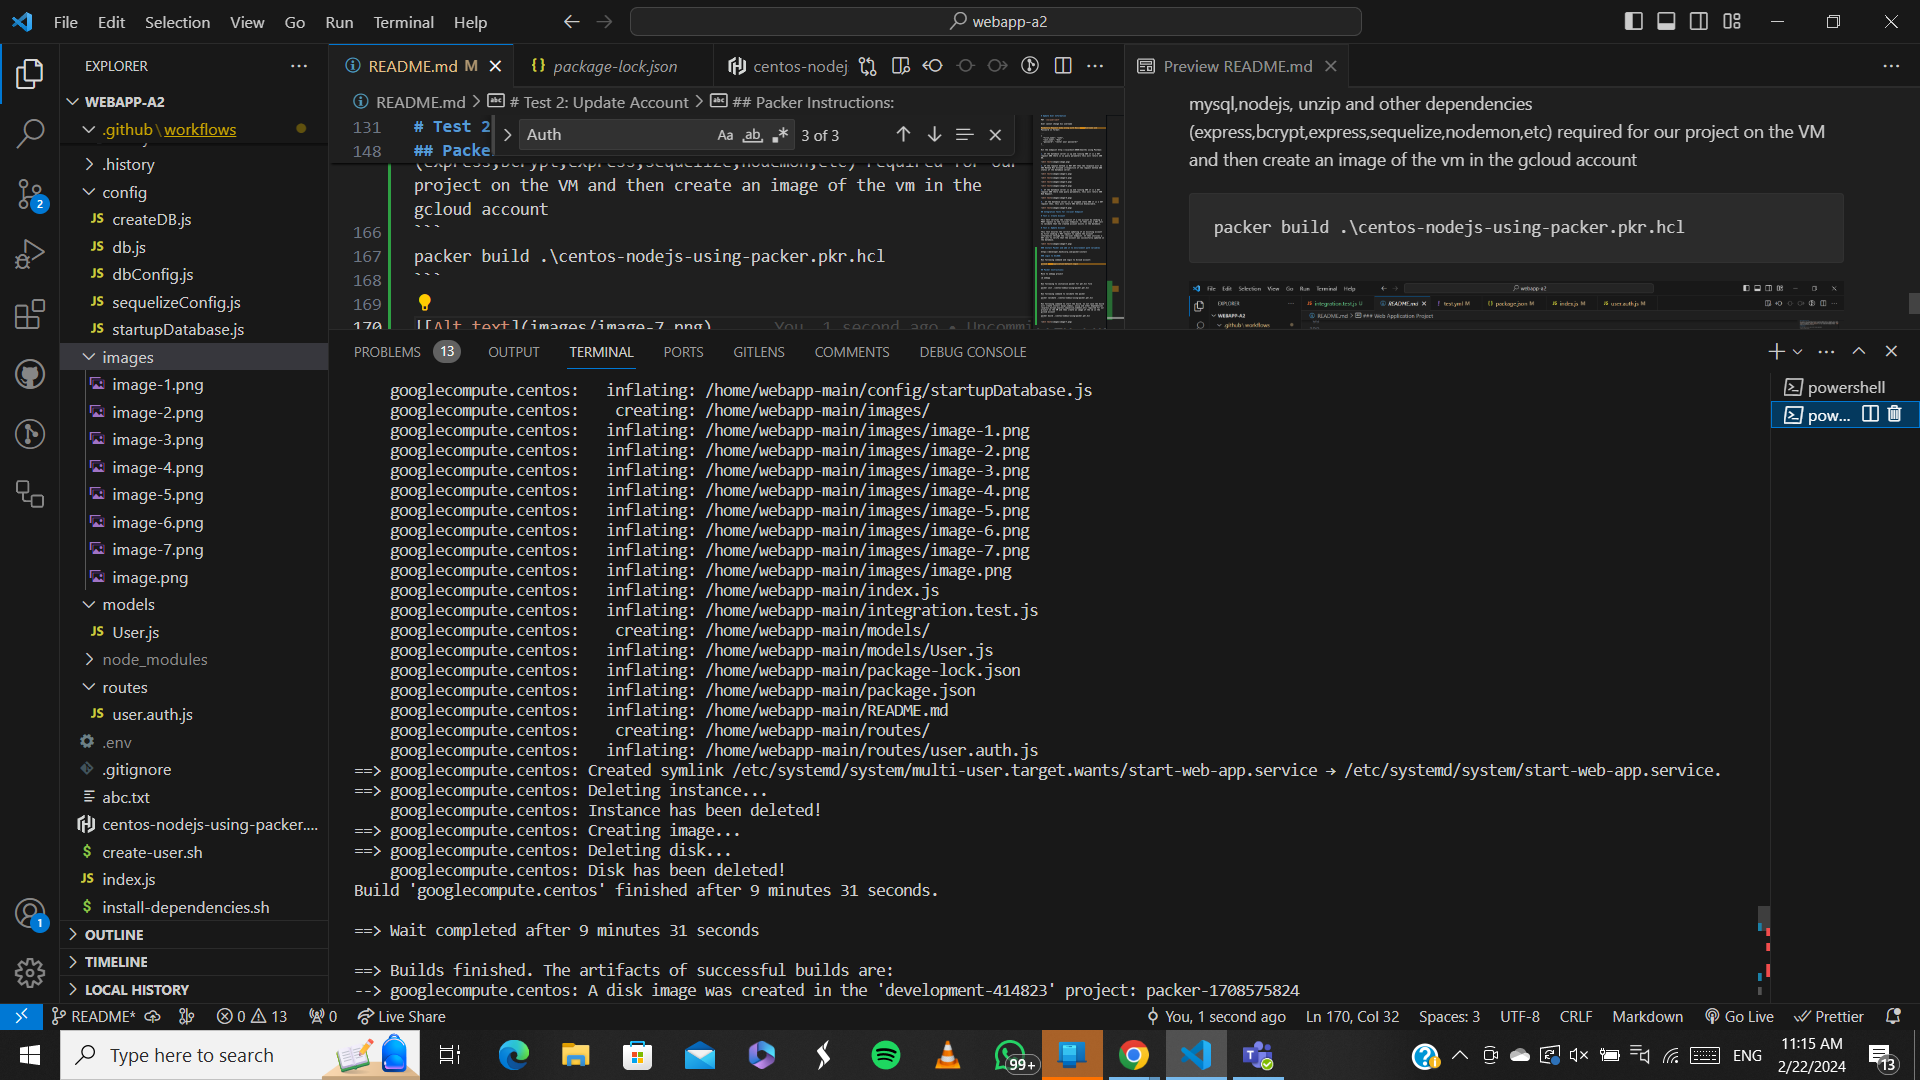 File Edit Selection View Go Run Terminal Help
webapp-a2
EXPLORER
WEBAPP-A2
.github\workflows
.history
config
JS createDB.js
JS db.js
JS dbConfig.js
JS sequelizeConfig.js
JS startupDatabase.js
images
image-1.png
image-2.png
image-3.png
image-4.png
image-5.png
image-6.png
image-7.png
image.png
models
JS User.js
node_modules
routes
JS user.auth.js
.env
.gitignore
abc.txt
centos-nodejs-using-packer....
$ create-user.sh
JS index.js
$ install-dependencies.sh
OUTLINE
TIMELINE
LOCAL HISTORY
2
1
README.md M
{} package-lock.json
centos-nodej
README.md > # Test 2: Update Account > ## Packer Instructions:
131 # Test 2
148 ## Packe
Auth
Aa ab .* 3 of 3
(express,bcrypt,express,sequelize,nodemon,etc) required for our
project on the VM and then create an image of the vm in the
gcloud account
166 ```
167 packer build .\centos-nodejs-using-packer.pkr.hcl
168 ```
169
170 ![Alt text](images/image-7.png) You, 1 second ago • Uncommi
Preview README.md
mysql,nodejs, unzip and other dependencies
(express,bcrypt,express,sequelize,nodemon,etc) required for our project on the VM
and then create an image of the vm in the gcloud account
packer build .\centos-nodejs-using-packer.pkr.hcl
PROBLEMS 13 OUTPUT TERMINAL PORTS GITLENS COMMENTS DEBUG CONSOLE
powershell
pow...
googlecompute.centos: inflating: /home/webapp-main/config/startupDatabase.js
googlecompute.centos: creating: /home/webapp-main/images/
googlecompute.centos: inflating: /home/webapp-main/images/image-1.png
googlecompute.centos: inflating: /home/webapp-main/images/image-2.png
googlecompute.centos: inflating: /home/webapp-main/images/image-3.png
googlecompute.centos: inflating: /home/webapp-main/images/image-4.png
googlecompute.centos: inflating: /home/webapp-main/images/image-5.png
googlecompute.centos: inflating: /home/webapp-main/images/image-6.png
googlecompute.centos: inflating: /home/webapp-main/images/image-7.png
googlecompute.centos: inflating: /home/webapp-main/images/image.png
googlecompute.centos: inflating: /home/webapp-main/index.js
googlecompute.centos: inflating: /home/webapp-main/integration.test.js
googlecompute.centos: creating: /home/webapp-main/models/
googlecompute.centos: inflating: /home/webapp-main/models/User.js
googlecompute.centos: inflating: /home/webapp-main/package-lock.json
googlecompute.centos: inflating: /home/webapp-main/package.json
googlecompute.centos: inflating: /home/webapp-main/README.md
googlecompute.centos: creating: /home/webapp-main/routes/
googlecompute.centos: inflating: /home/webapp-main/routes/user.auth.js
==> googlecompute.centos: Created symlink /etc/systemd/system/multi-user.target.wants/start-web-app.service → /etc/systemd/system/start-web-app.service.
==> googlecompute.centos: Deleting instance...
googlecompute.centos: Instance has been deleted!
==> googlecompute.centos: Creating image...
==> googlecompute.centos: Deleting disk...
googlecompute.centos: Disk has been deleted!
Build 'googlecompute.centos' finished after 9 minutes 31 seconds.
==> Wait completed after 9 minutes 31 seconds
==> Builds finished. The artifacts of successful builds are:
--> googlecompute.centos: A disk image was created in the 'development-414823' project: packer-1708575824
README* 0 13 0 Live Share
You, 1 second ago Ln 170, Col 32 Spaces: 3 UTF-8 CRLF Markdown Go Live Prettier
Type here to search
99+
ENG
11:15 AM
2/22/2024
13